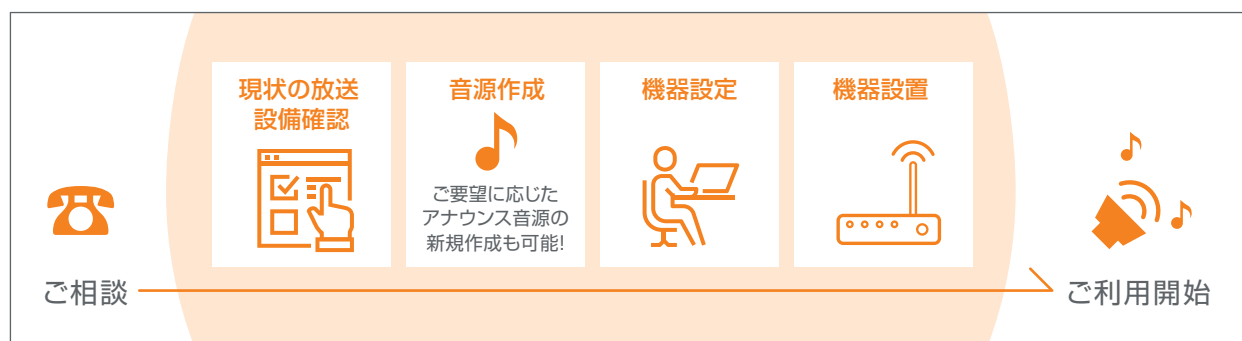 現状の放送
設備確認
音源作成
ご要望に応じた
アナウンス音源の
新規作成も可能!
機器設定
機器設置
ご相談
ご利用開始